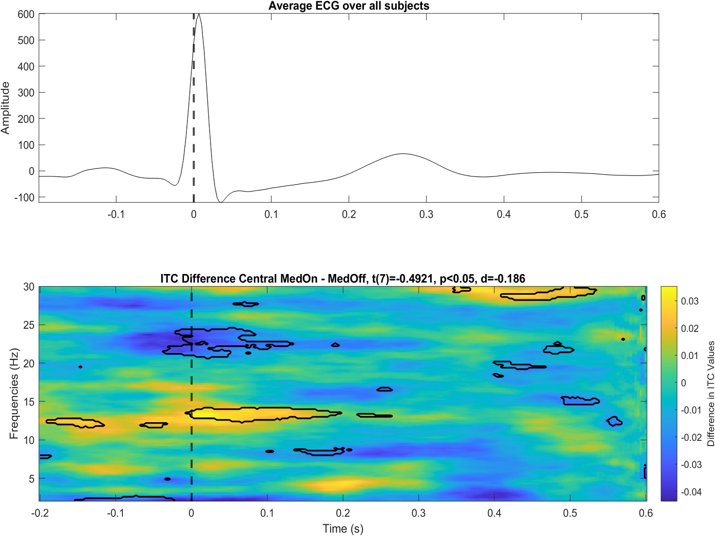 Average ECG over all subjects
600
500
400
300
200
100
0
-100
Amplitude
-0.1 0 0.1 0.2 0.3 0.4 0.5 0.6
ITC Difference Central MedOn - MedOff, t(7)=-0.4921, p<0.05, d=-0.186
30
25
20
15
10
5
Frequencies (Hz)
-0.2 -0.1 0 0.1 0.2 0.3 0.4 0.5 0.6
Time (s)
0.03
0.02
0.01
0
-0.01
-0.02
-0.03
-0.04
Difference in ITC Values